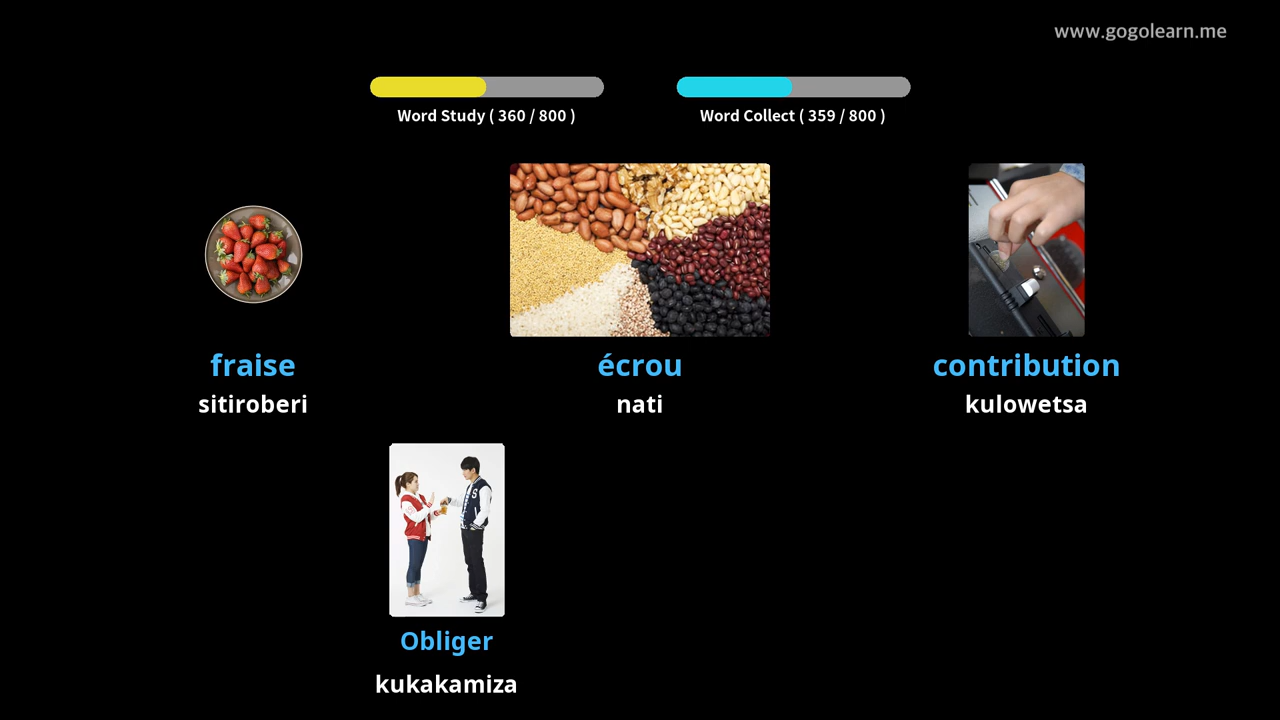 www.gogolearn.me
Word Study ( 360 / 800 )
Word Collect ( 359 / 800 )
fraise
sitiroberi
écrou
nati
contribution
kulowetsa
Obliger
kukakamiza